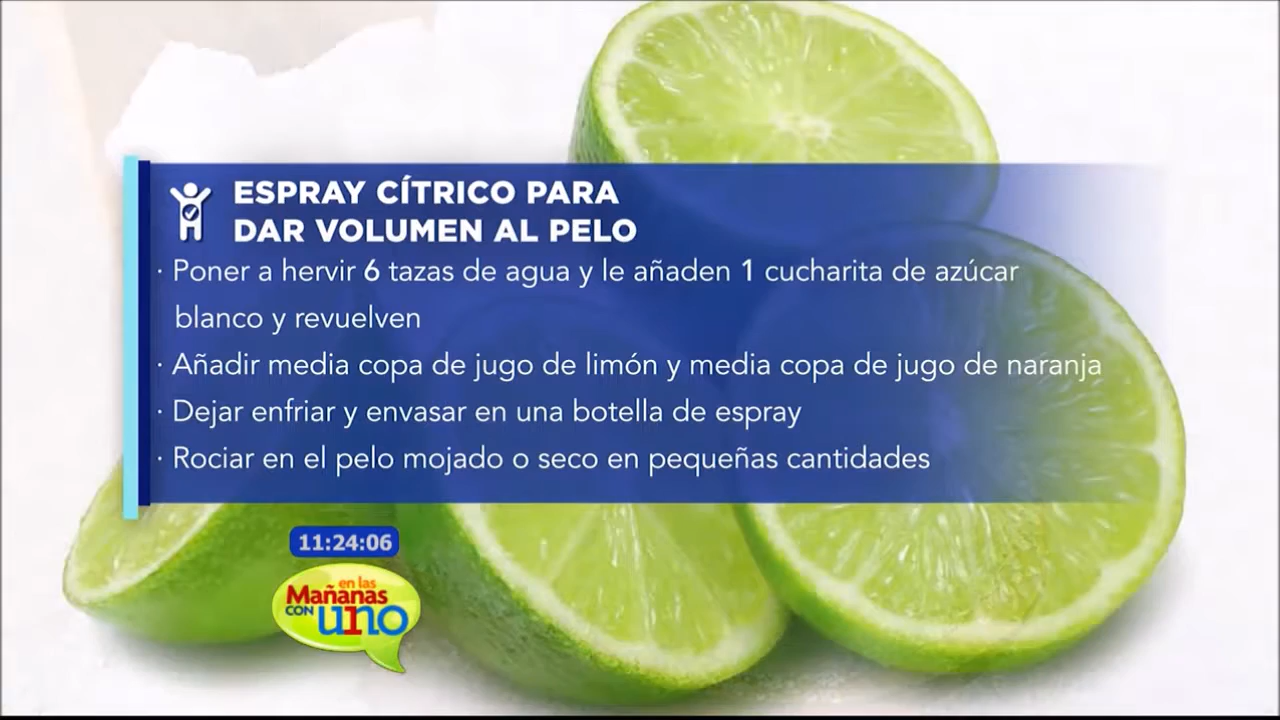 ESPRAY CÍTRICO PARA
DAR VOLUMEN AL PELO
· Poner a hervir 6 tazas de agua y le añaden 1 cucharita de azúcar
blanco y revuelven
· Añadir media copa de jugo de limón y media copa de jugo de naranja
· Dejar enfriar y envasar en una botella de espray
· Rociar en el pelo mojado o seco en pequeñas cantidades
11:24:06
en las
Mañanas
CON uno